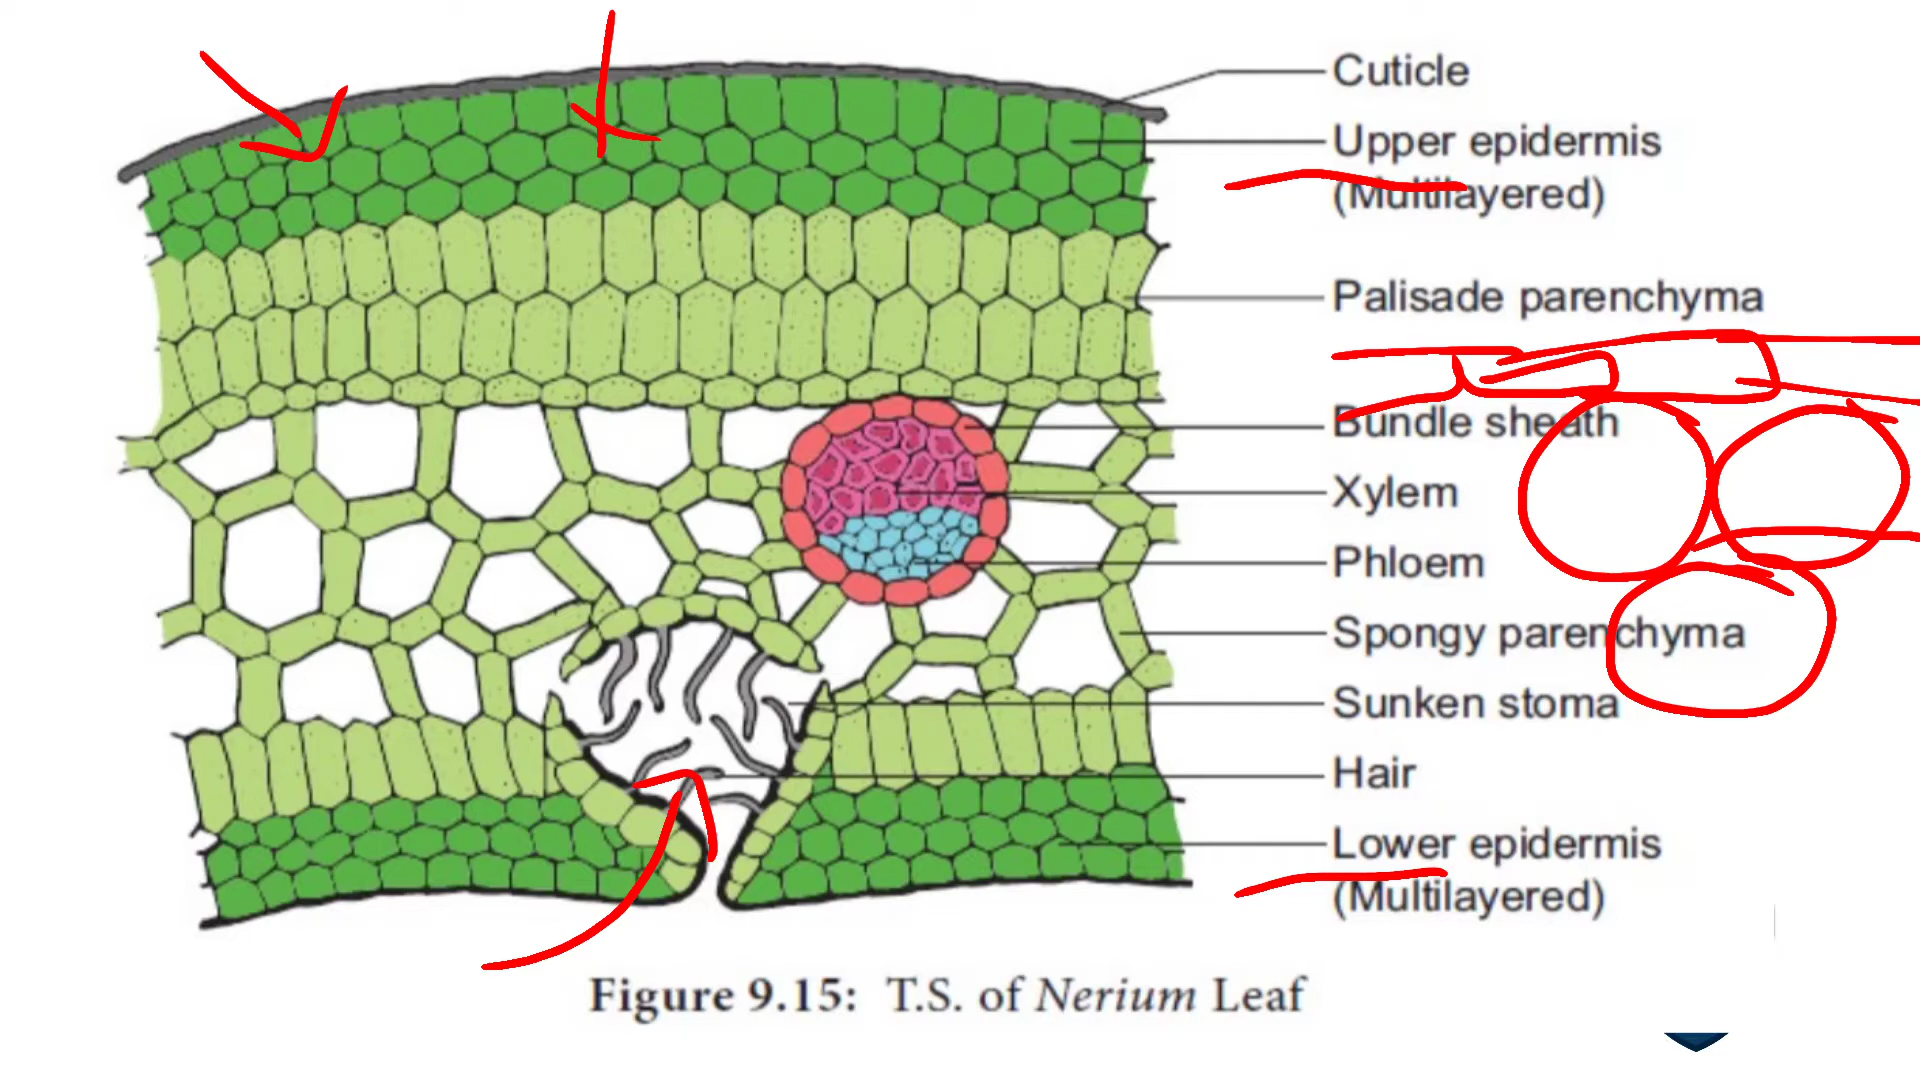 Cuticle
Upper epidermis
(Multilayered)
Palisade parenchyma
Bundle sheath
Xylem
Phloem
Spongy parenchyma
Sunken stoma
Hair
Lower epidermis
(Multilayered)
Figure 9.15: T.S. of Nerium Leaf